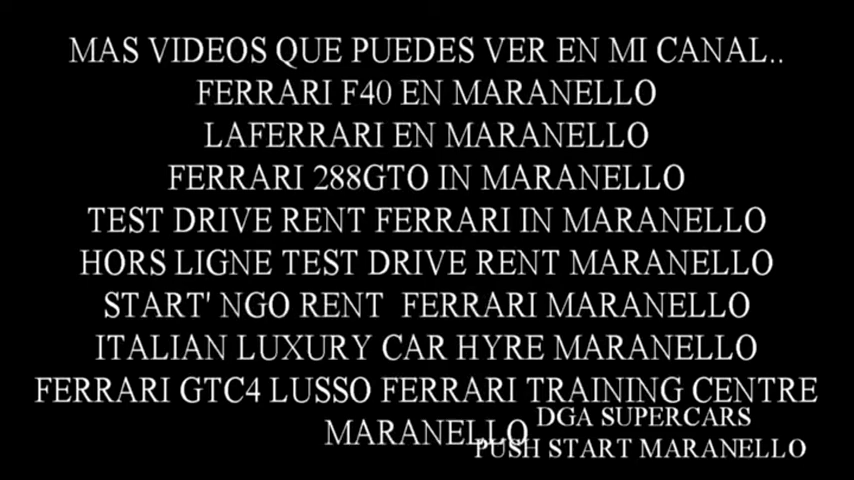 MAS VIDEOS QUE PUEDES VER EN MI CANAL..
FERRARI F40 EN MARANELLO
LAFERRARI EN MARANELLO
FERRARI 288GTO IN MARANELLO
TEST DRIVE RENT FERRARI IN MARANELLO
HORS LIGNE TEST DRIVE RENT MARANELLO
START' NGO RENT FERRARI MARANELLO
ITALIAN LUXURY CAR HYRE MARANELLO
FERRARI GTC4 LUSSO FERRARI TRAINING CENTRE
MARANELLO
DGA SUPERCARS
PUSH START MARANELLO